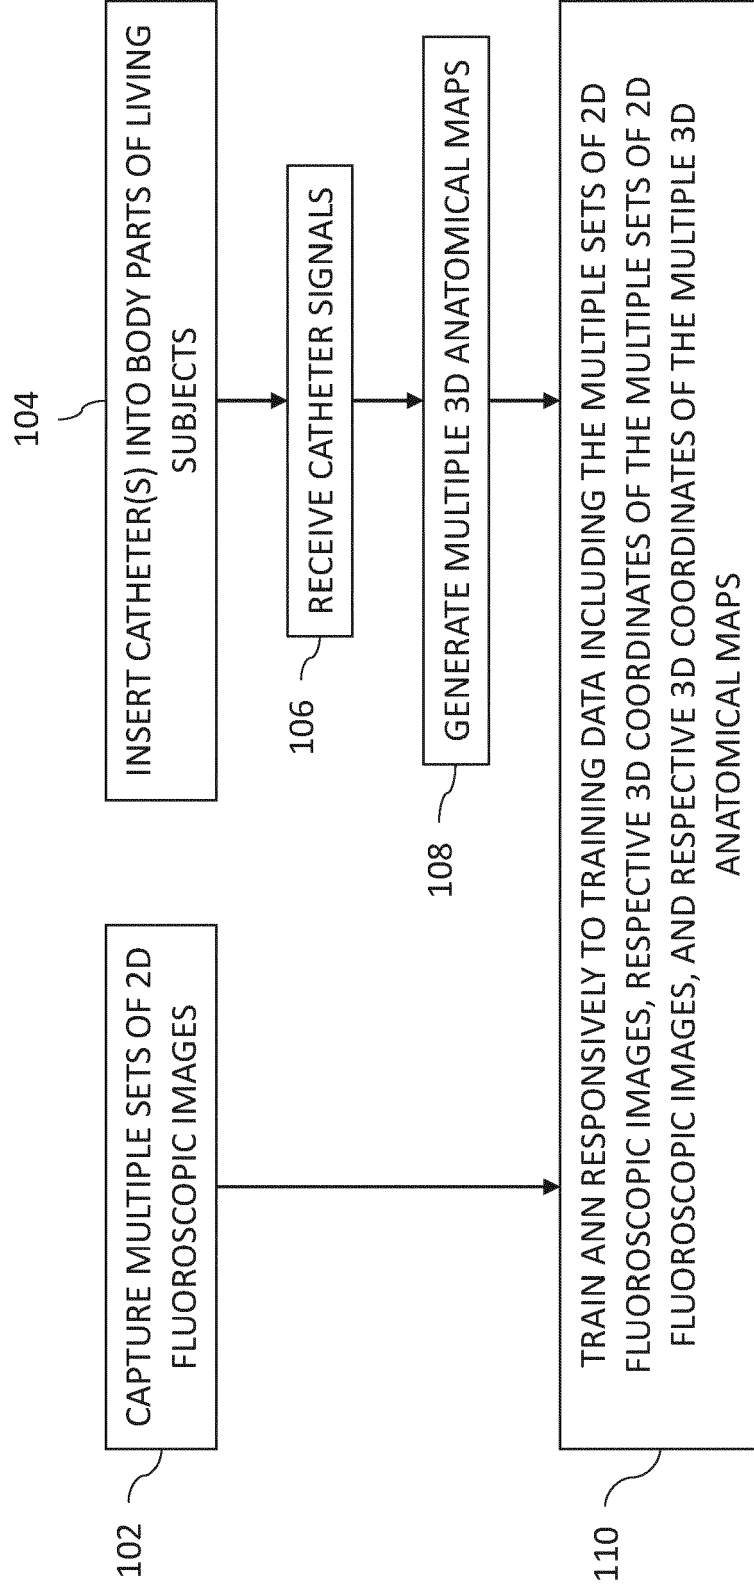 104
CAPTURE MULTIPLE SETS OF 2D
FLUOROSCOPIC IMAGES
102
INSERT CATHETER(S) INTO BODY PARTS OF LIVING
SUBJECTS
RECEIVE CATHETER SIGNALS
106
GENERATE MULTIPLE 3D ANATOMICAL MAPS
108
TRAIN ANN RESPONSIVELY TO TRAINING DATA INCLUDING THE MULTIPLE SETS OF 2D
FLUOROSCOPIC IMAGES, RESPECTIVE 3D COORDINATES OF THE MULTIPLE SETS OF 2D
FLUOROSCOPIC IMAGES, AND RESPECTIVE 3D COORDINATES OF THE MULTIPLE 3D
ANATOMICAL MAPS
110